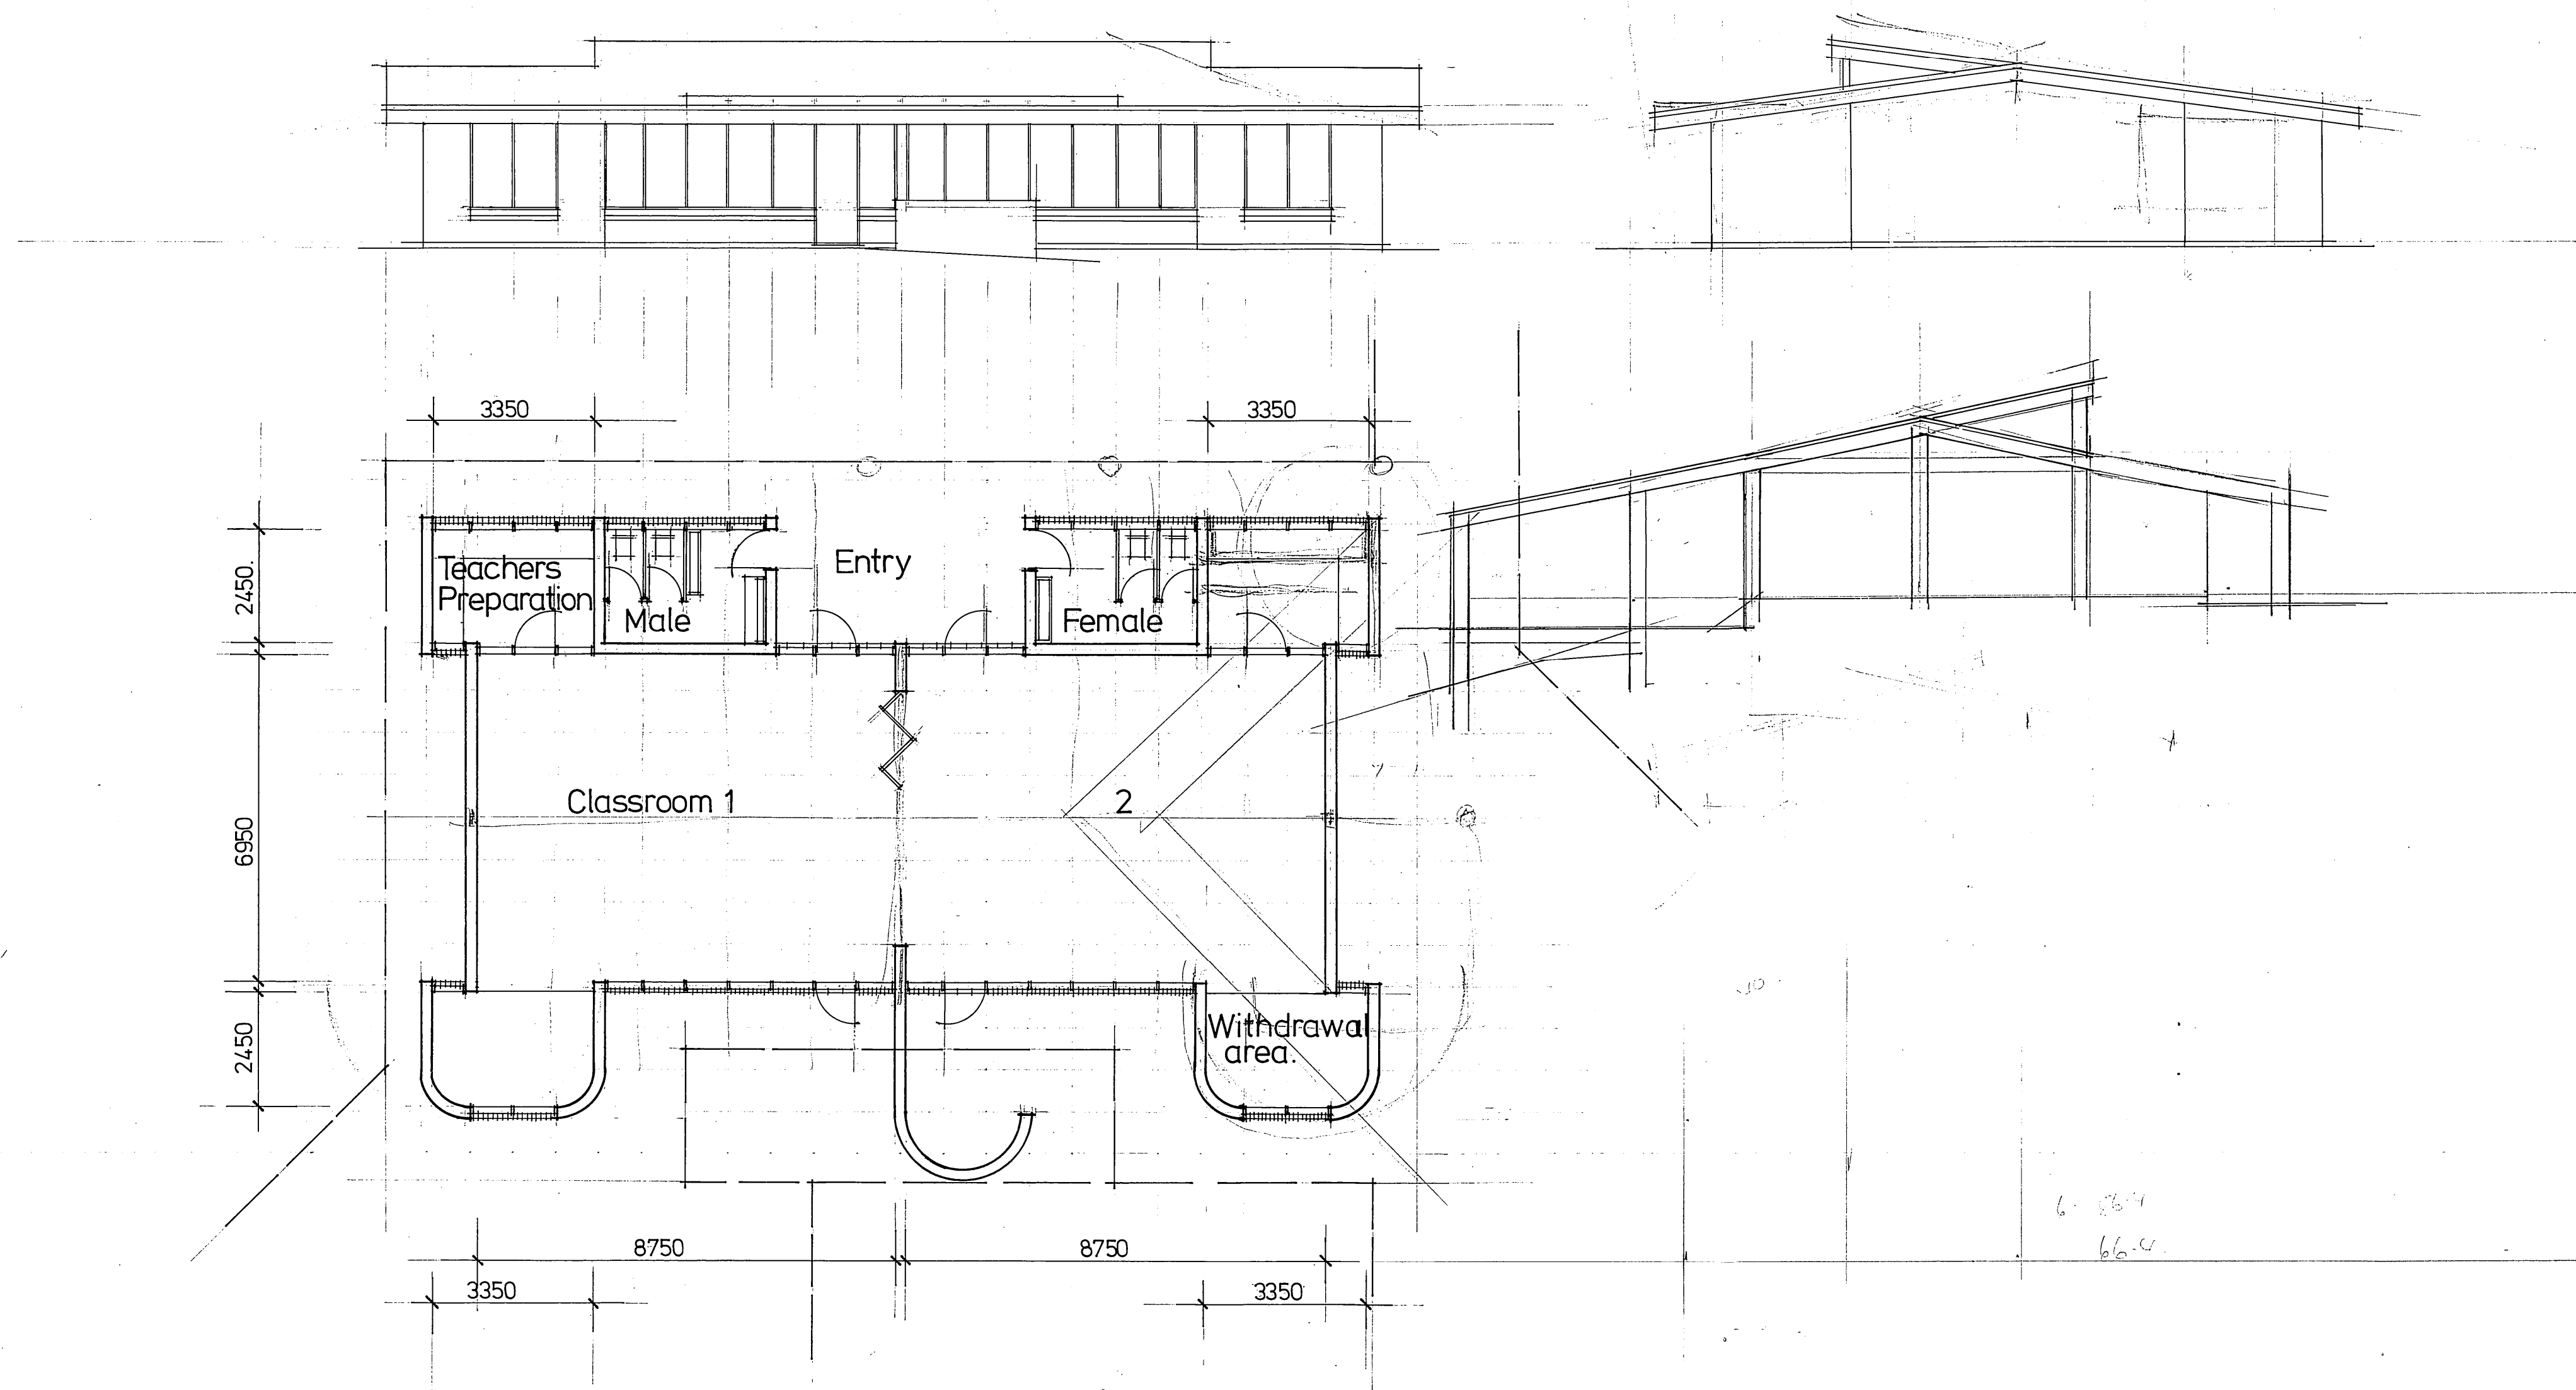 3350
3350
2450.
Teachers
Preparation
Male
Entry
Female
6950
Classroom 1
2
2450
Withdrawal
area.
8750
8750
3350
3350
66.4